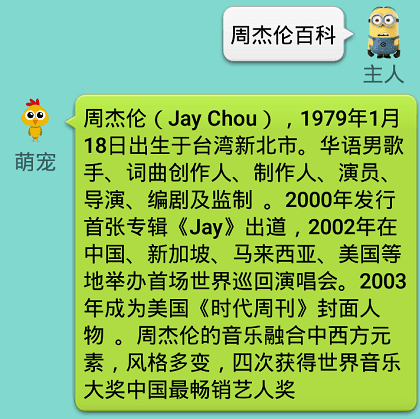 周杰伦百科
主人
萌宠
周杰伦（Jay Chou），1979年1月
18日出生于台湾新北市。华语男歌
手、词曲创作人、制作人、演员、
导演、编剧及监制 。2000年发行
首张专辑《Jay》出道，2002年在
中国、新加坡、马来西亚、美国等
地举办首场世界巡回演唱会。2003
年成为美国《时代周刊》封面人
物 。周杰伦的音乐融合中西方元
素，风格多变，四次获得世界音乐
大奖中国最畅销艺人奖